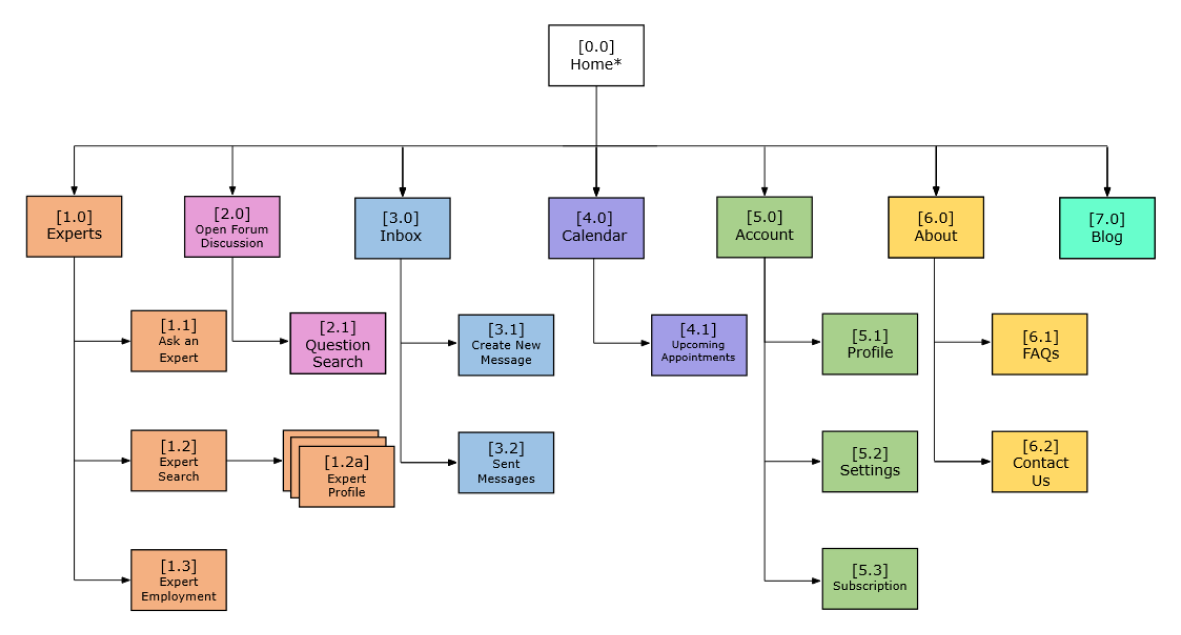 [0.0]
Home*
[1.0]
Experts
[2.0]
Open Forum
Discussion
[3.0]
Inbox
[4.0]
Calendar
[5.0]
Account
[6.0]
About
[7.0]
Blog
[1.1]
Ask an
Expert
[2.1]
Question
Search
[3.1]
Create New
Message
[4.1]
Upcoming
Appointments
[5.1]
Profile
[6.1]
FAQs
[1.2]
Expert
Search
[1.2a]
Expert
Profile
[3.2]
Sent
Messages
[5.2]
Settings
[6.2]
Contact
Us
[1.3]
Expert
Employment
[5.3]
Subscription